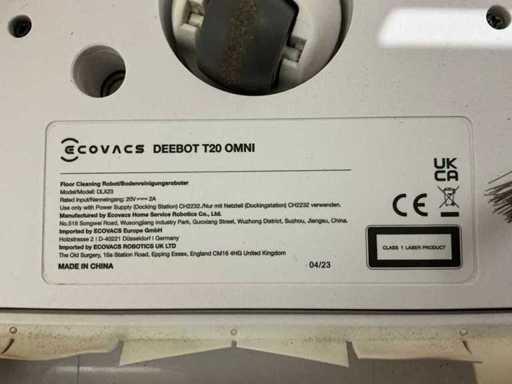 ECOVACS DEEBOT T20 OMNI
Floor Cleaning Robot/Bodenreinigungsroboter
Model/Modell: DLX23
Rated Input/Nenneingang: 20V⎓ 2A
Use only with Power Supply (Docking Station) CH2232./Nur mit Netzteil (Dockingstation) CH2232 verwenden.
Manufactured by Ecovacs Home Service Robotics Co., Ltd.
No.518 Songwei Road, Wusongjiang Industry Park, Guoxiang Street, Wuzhong District, Suzhou, Jiangsu, China.
Imported by ECOVACS Europe GmbH
Holzstrasse 2 I D-40221 Düsseldorf I Germany
Imported by ECOVACS ROBOTICS UK LTD
The Old Surgery, 15a Station Road, Epping Essex, England CM16 4HG United Kingdom
MADE IN CHINA
04/23
UK
CA
CE
CLASS 1 LASER PRODUCT